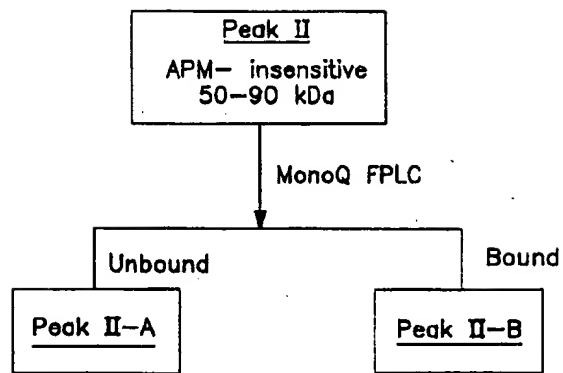 Peak II
APM- insensitive
50-90 kDa
MonoQ FPLC
Unbound
Bound
Peak II-A
Peak II-B